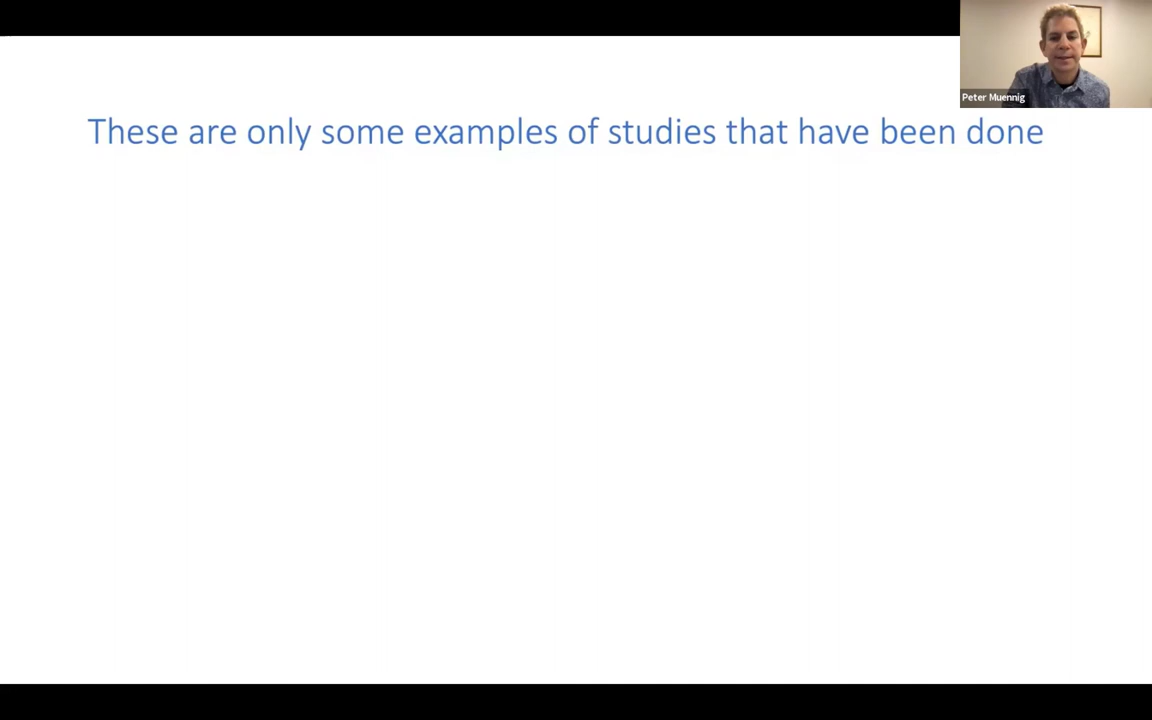 Peter Muennig
These are only some examples of studies that have been done